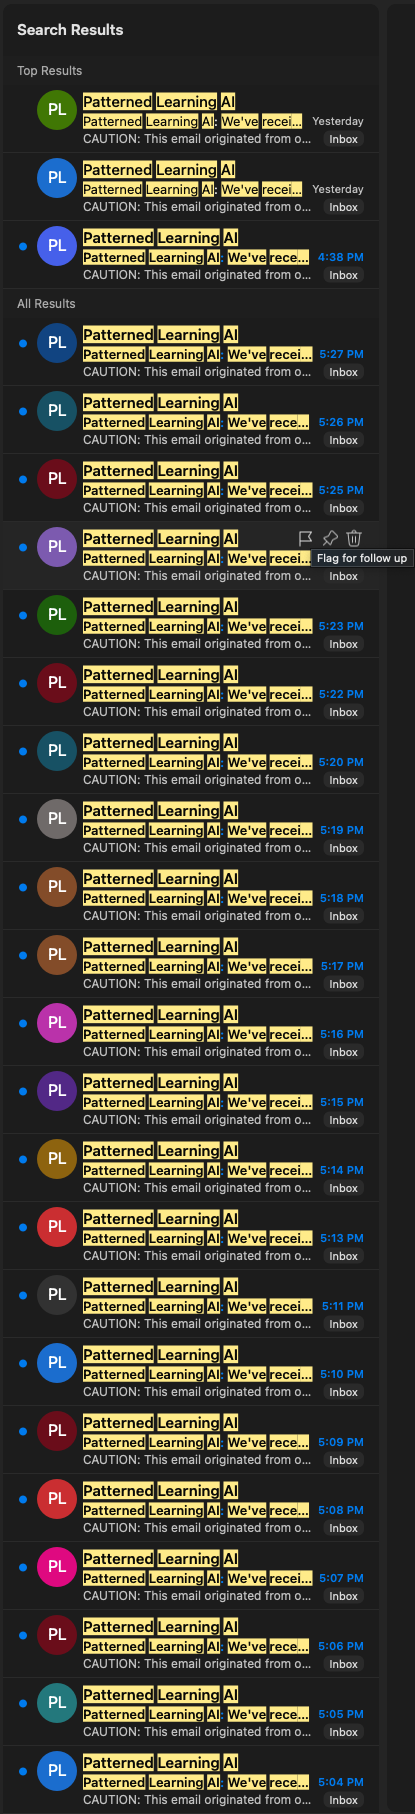 Search Results
Top Results
PL
Patterned Learning AI
Patterned Learning AI: We've recei... Yesterday
CAUTION: This email originated from o... Inbox
PL
Patterned Learning AI
Patterned Learning AI: We've recei... Yesterday
CAUTION: This email originated from o... Inbox
PL
Patterned Learning AI
Patterned Learning AI: We've rece... 4:38 PM
CAUTION: This email originated from o... Inbox
All Results
PL
Patterned Learning AI
Patterned Learning AI: We've recei... 5:27 PM
CAUTION: This email originated from o... Inbox
PL
Patterned Learning AI
Patterned Learning AI: We've rece... 5:26 PM
CAUTION: This email originated from o... Inbox
PL
Patterned Learning AI
Patterned Learning AI: We've recei... 5:25 PM
CAUTION: This email originated from o... Inbox
PL
Patterned Learning AI
Patterned Learning AI: We've recei... Flag for follow up
CAUTION: This email originated from o... Inbox
PL
Patterned Learning AI
Patterned Learning AI: We've recei... 5:23 PM
CAUTION: This email originated from o... Inbox
PL
Patterned Learning AI
Patterned Learning AI: We've recei... 5:22 PM
CAUTION: This email originated from o... Inbox
PL
Patterned Learning AI
Patterned Learning AI: We've recei... 5:20 PM
CAUTION: This email originated from o... Inbox
PL
Patterned Learning AI
Patterned Learning AI: We've recei... 5:19 PM
CAUTION: This email originated from o... Inbox
PL
Patterned Learning AI
Patterned Learning AI: We've recei... 5:18 PM
CAUTION: This email originated from o... Inbox
PL
Patterned Learning AI
Patterned Learning AI: We've recei... 5:17 PM
CAUTION: This email originated from o... Inbox
PL
Patterned Learning AI
Patterned Learning AI: We've recei... 5:16 PM
CAUTION: This email originated from o... Inbox
PL
Patterned Learning AI
Patterned Learning AI: We've recei... 5:15 PM
CAUTION: This email originated from o... Inbox
PL
Patterned Learning AI
Patterned Learning AI: We've recei... 5:14 PM
CAUTION: This email originated from o... Inbox
PL
Patterned Learning AI
Patterned Learning AI: We've recei... 5:13 PM
CAUTION: This email originated from o... Inbox
PL
Patterned Learning AI
Patterned Learning AI: We've recei... 5:11 PM
CAUTION: This email originated from o... Inbox
PL
Patterned Learning AI
Patterned Learning AI: We've recei... 5:10 PM
CAUTION: This email originated from o... Inbox
PL
Patterned Learning AI
Patterned Learning AI: We've rece... 5:09 PM
CAUTION: This email originated from o... Inbox
PL
Patterned Learning AI
Patterned Learning AI: We've rece... 5:08 PM
CAUTION: This email originated from o... Inbox
PL
Patterned Learning AI
Patterned Learning AI: We've recei... 5:07 PM
CAUTION: This email originated from o... Inbox
PL
Patterned Learning AI
Patterned Learning AI: We've rece... 5:06 PM
CAUTION: This email originated from o... Inbox
PL
Patterned Learning AI
Patterned Learning AI: We've rece... 5:05 PM
CAUTION: This email originated from o... Inbox
PL
Patterned Learning AI
Patterned Learning AI: We've rece... 5:04 PM
CAUTION: This email originated from o... Inbox